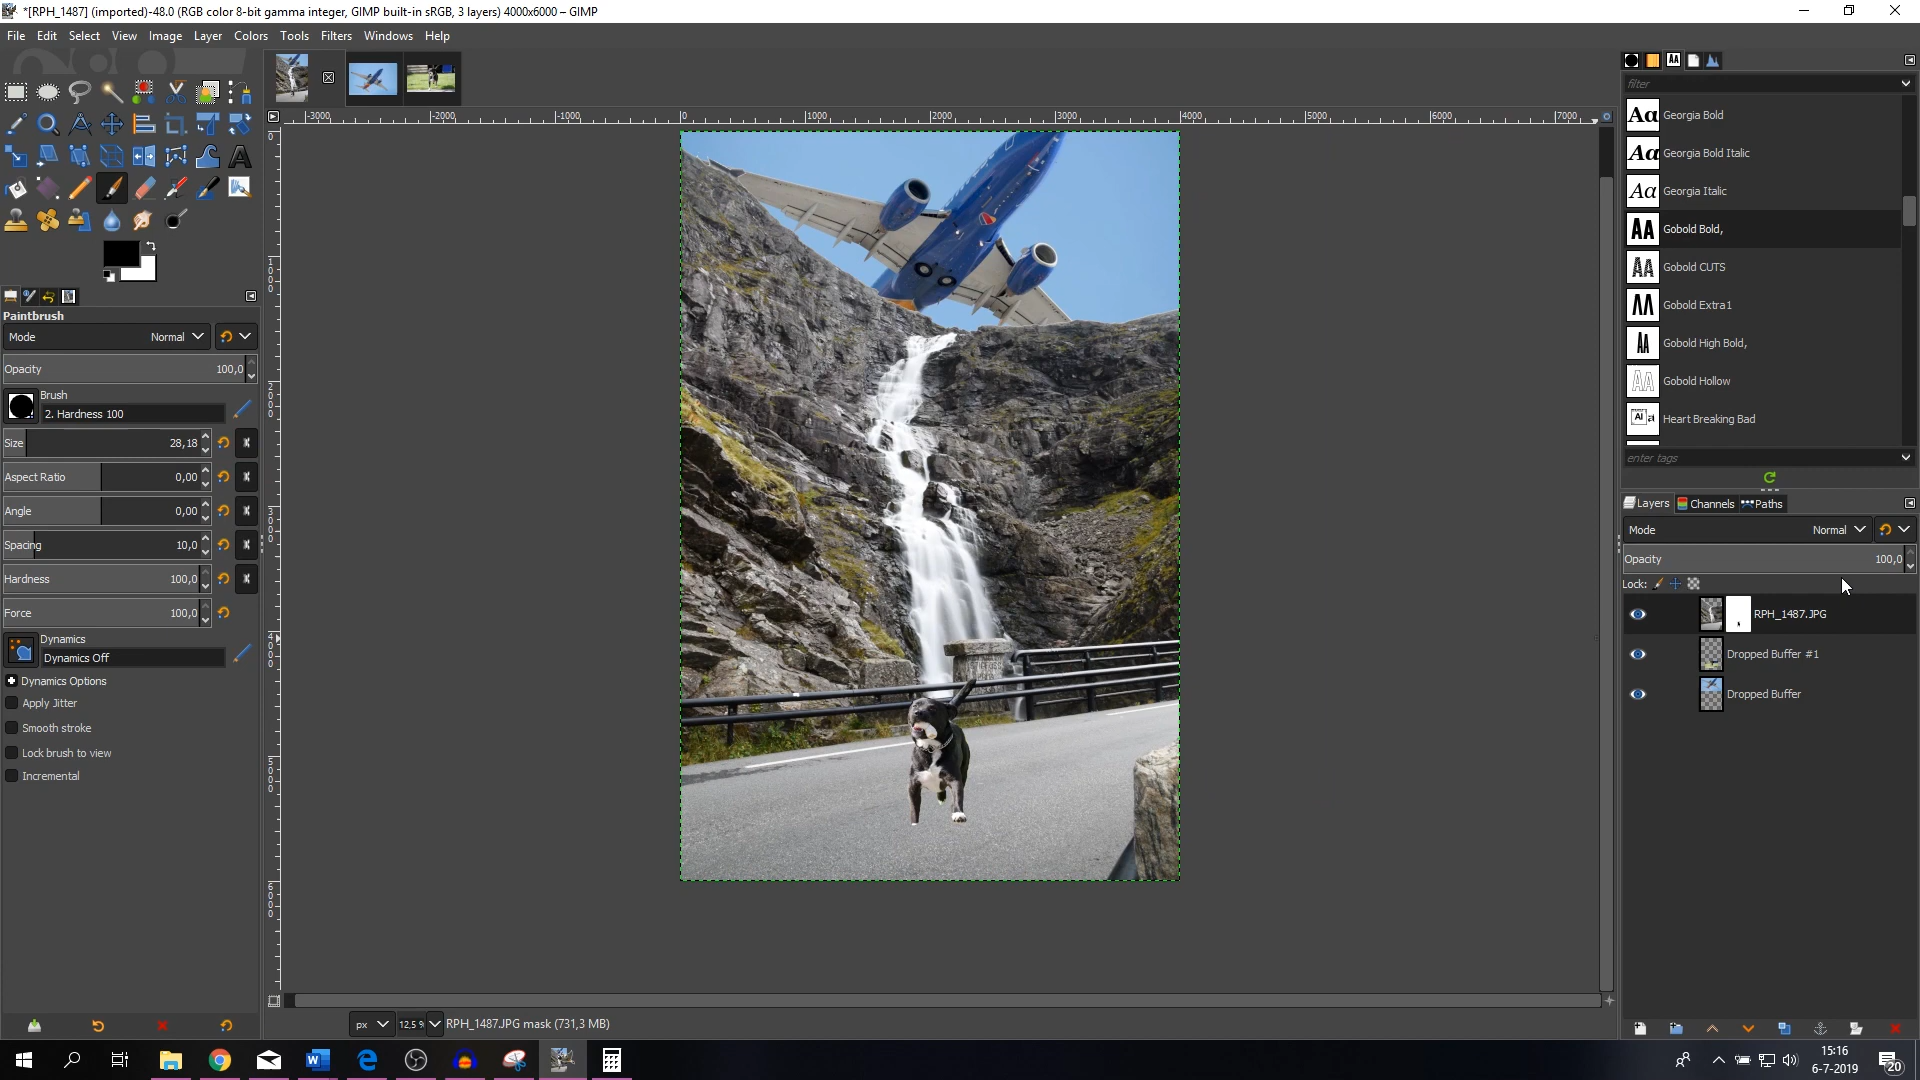 *[RPH_1487] (imported)-48.0 (RGB color 8-bit gamma integer, GIMP built-in sRGB, 3 layers) 4000x6000 – GIMP
File Edit Select View Image Layer Colors Tools Filters Windows Help
filter
-3000 -2000 -1000 0 1000 2000 3000 4000 5000 6000 7000
Georgia Bold
Georgia Bold Italic
Georgia Italic
Gobold Bold,
Gobold CUTS
Gobold Extra1
Gobold High Bold,
Gobold Hollow
Heart Breaking Bad
enter tags
Paintbrush
Mode Normal
Opacity 100,0
Brush
2. Hardness 100
Size 28,18
Aspect Ratio 0,00
Angle 0,00
Spacing 10,0
Hardness 100,0
Force 100,0
Dynamics
Dynamics Off
Dynamics Options
Apply Jitter
Smooth stroke
Lock brush to view
Incremental
Layers Channels Paths
Mode Normal
Opacity 100,0
Lock:
RPH_1487.JPG
Dropped Buffer #1
Dropped Buffer
px 12,5 % RPH_1487.JPG mask (731,3 MB)
15:16
6-7-2019
20